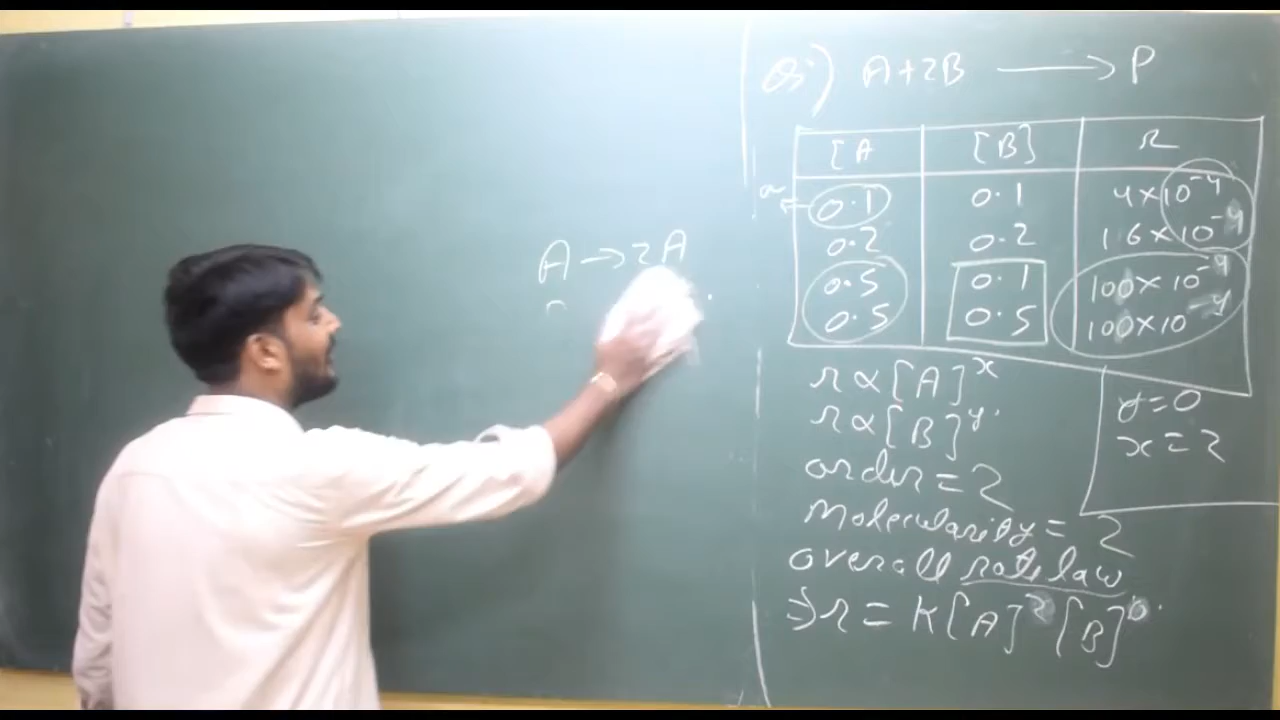 A → 2A
Qs:) A+2B ⟶ P
[A [B] r
0.1 0.1 4×10⁻⁴
0.2 0.2 16×10⁻⁴
0.5 0.1 100×10⁻⁴
0.5 0.5 100×10⁻⁴
r ∝ [A]ˣ
r ∝ [B]ʸ
y=0
x=2
order = 2
Molecularity = 2
overall rate law
⇒ r = K[A]² [B]⁰